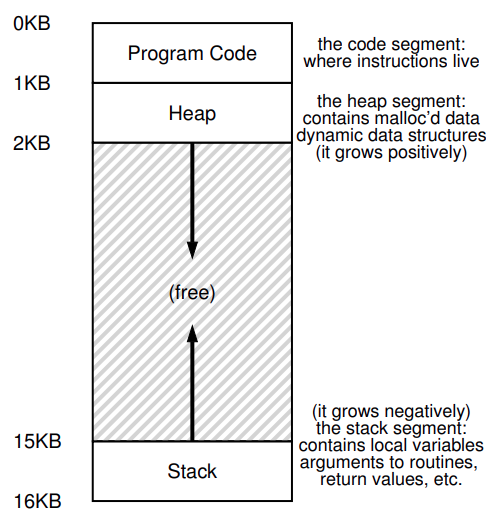 0KB
Program Code
the code segment:
where instructions live
1KB
Heap
the heap segment:
contains malloc'd data
dynamic data structures
(it grows positively)
2KB
(free)
(it grows negatively)
the stack segment:
contains local variables
arguments to routines,
return values, etc.
15KB
Stack
16KB